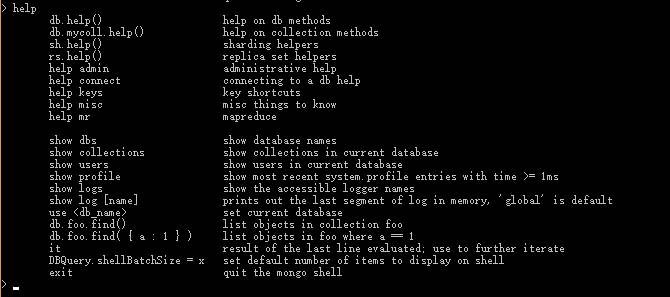 > help
db.help() help on db methods
db.mycoll.help() help on collection methods
sh.help() sharding helpers
rs.help() replica set helpers
help admin administrative help
help connect connecting to a db help
help keys key shortcuts
help misc misc things to know
help mr mapreduce
show dbs show database names
show collections show collections in current database
show users show users in current database
show profile show most recent system.profile entries with time >= 1ms
show logs show the accessible logger names
show log [name] prints out the last segment of log in memory, 'global' is default
use <db_name> set current database
db.foo.find() list objects in collection foo
db.foo.find( { a : 1 } ) list objects in foo where a == 1
it result of the last line evaluated; use to further iterate
DBQuery.shellBatchSize = x set default number of items to display on shell
exit quit the mongo shell
>